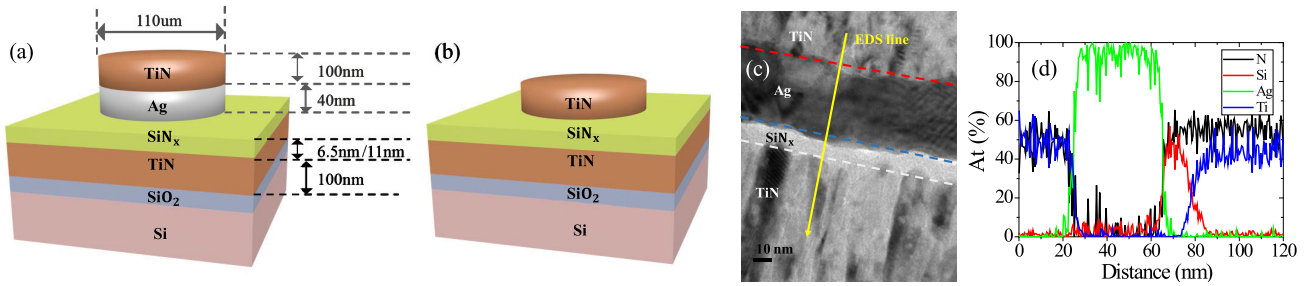 (a)
110um
TiN
Ag
SiNx
TiN
SiO2
Si
100nm
40nm
6.5nm/11nm
100nm
(b)
TiN
SiNx
TiN
SiO2
Si
(c)
TiN
EDS line
Ag
SiNx
TiN
10 nm
(d)
N
Si
Ag
Ti
At (%)
100
80
60
40
20
0
0 20 40 60 80 100 120
Distance (nm)